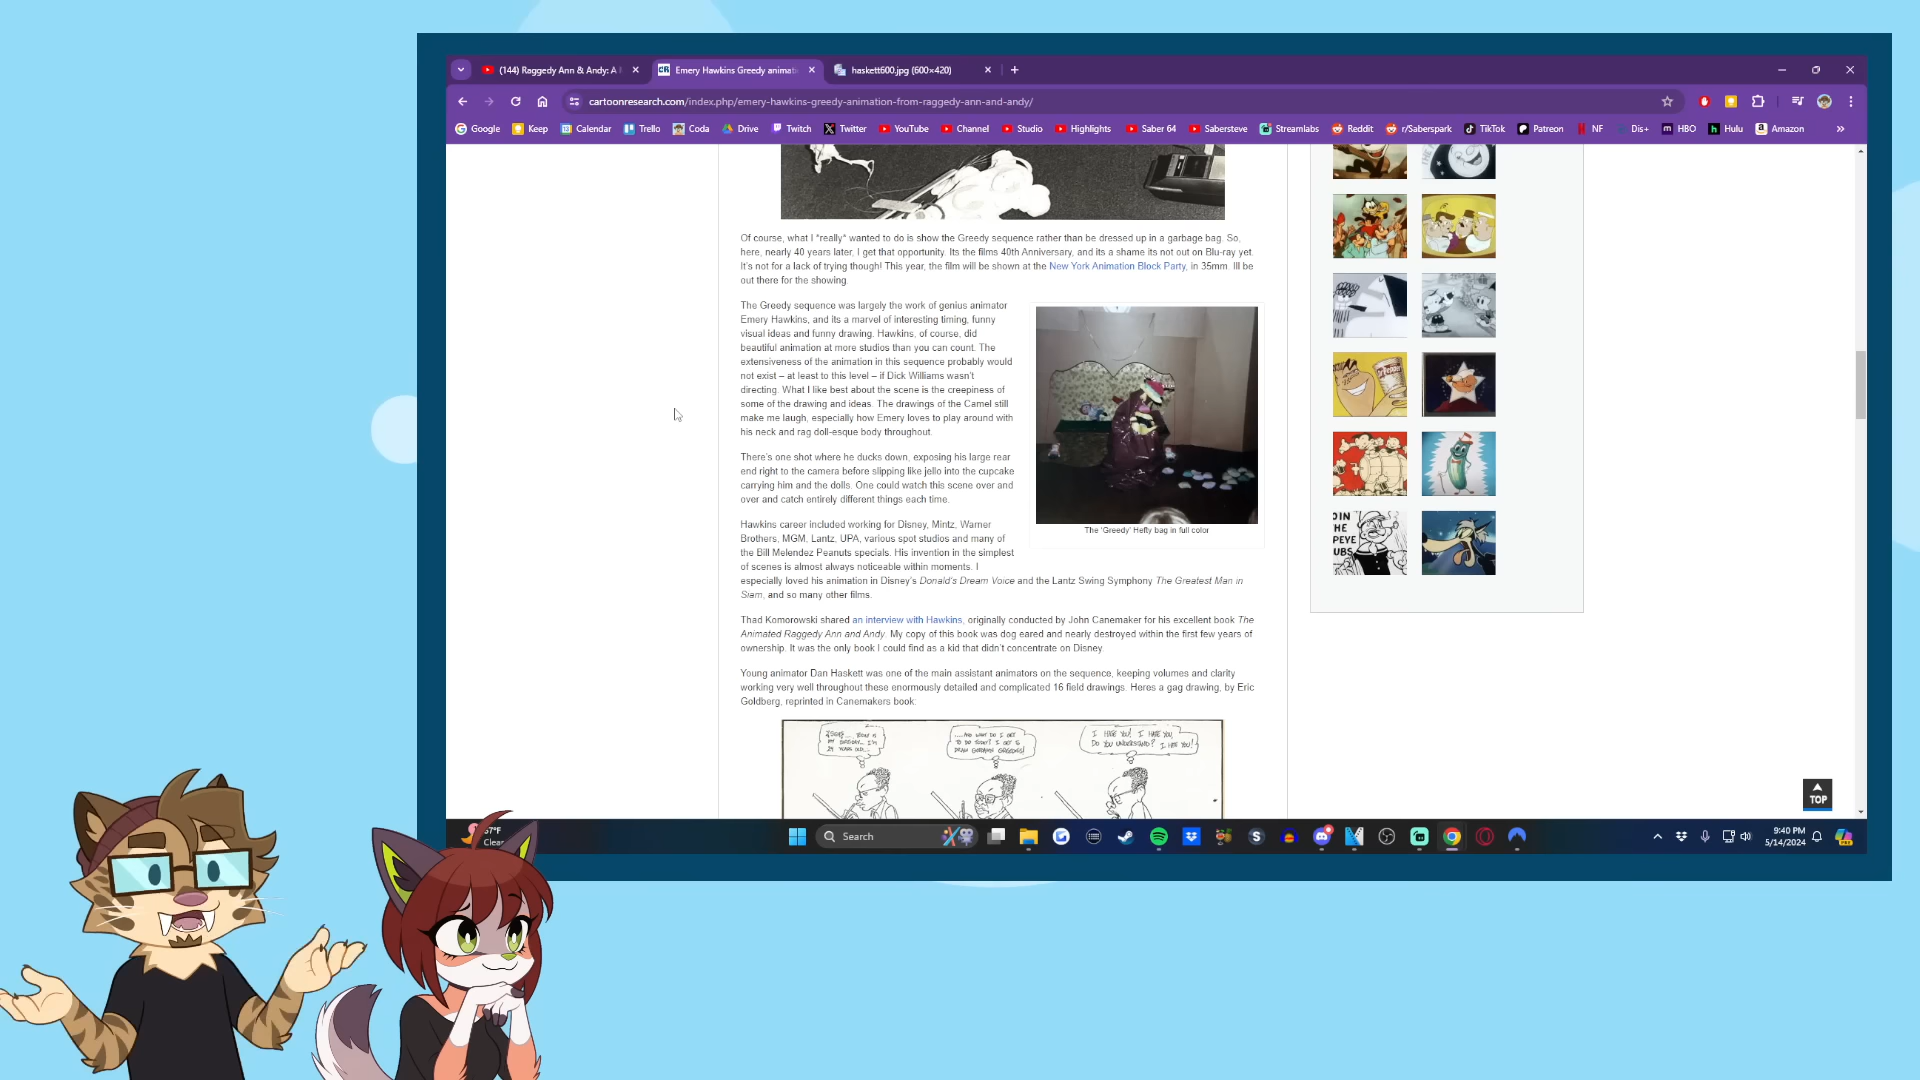 (144) Raggedy Ann & Andy: A
Emery Hawkins Greedy animati
haskett600.jpg (600×420)
cartoonresearch.com/index.php/emery-hawkins-greedy-animation-from-raggedy-ann-and-andy/
Google Keep Calendar Trello Coda Drive Twitch Twitter YouTube Channel Studio Highlights Saber 64 Sabersteve Streamlabs Reddit r/Saberspark TikTok Patreon NF Dis+ HBO Hulu Amazon
Of course, what I *really* wanted to do is show the Greedy sequence rather than be dressed up in a garbage bag. So,
here, nearly 40 years later, I get that opportunity. Its the films 40th Anniversary, and its a shame its not out on Blu-ray yet.
It's not for a lack of trying though! This year, the film will be shown at the New York Animation Block Party, in 35mm. Ill be
out there for the showing.
The Greedy sequence was largely the work of genius animator
Emery Hawkins, and its a marvel of interesting timing, funny
visual ideas and funny drawing. Hawkins, of course, did
beautiful animation at more studios than you can count. The
extensiveness of the animation in this sequence probably would
not exist – at least to this level – if Dick Williams wasn't
directing. What I like best about the scene is the creepiness of
some of the drawing and ideas. The drawings of the Camel still
make me laugh, especially how Emery loves to play around with
his neck and rag doll-esque body throughout.
There's one shot where he ducks down, exposing his large rear
end right to the camera before slipping like jello into the cupcake
carrying him and the dolls. One could watch this scene over and
over and catch entirely different things each time.
The 'Greedy' Hefty bag in full color
Hawkins career included working for Disney, Mintz, Warner
Brothers, MGM, Lantz, UPA, various spot studios and many of
the Bill Melendez Peanuts specials. His invention in the simplest
of scenes is almost always noticeable within moments. I
especially loved his animation in Disney's Donald's Dream Voice and the Lantz Swing Symphony The Greatest Man in
Siam, and so many other films.
Thad Komorowski shared an interview with Hawkins, originally conducted by John Canemaker for his excellent book The
Animated Raggedy Ann and Andy. My copy of this book was dog eared and nearly destroyed within the first few years of
ownership. It was the only book I could find as a kid that didn't concentrate on Disney.
Young animator Dan Haskett was one of the main assistant animators on the sequence, keeping volumes and clarity
working very well throughout these enormously detailed and complicated 16 field drawings. Heres a gag drawing, by Eric
Goldberg, reprinted in Canemakers book:
I HATE YOU! I HATE YOU.
DO YOU UNDERSTAND? I HATE YOU!
TOP
67°F
Clear
Search
9:40 PM
5/14/2024